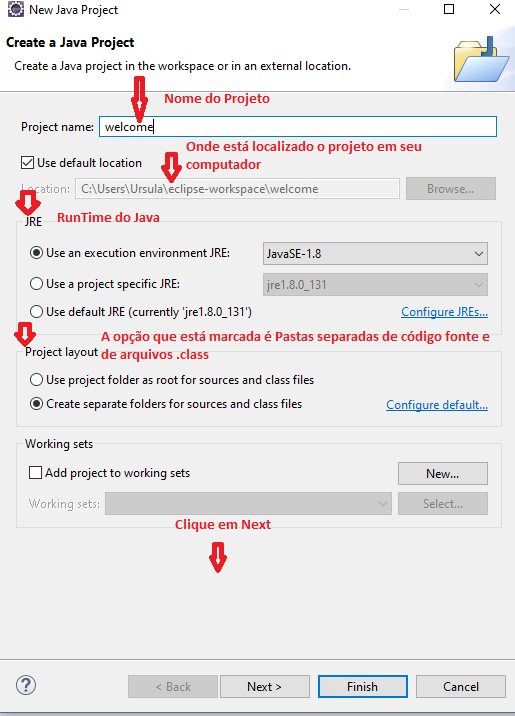 New Java Project
Create a Java Project
Create a Java project in the workspace or in an external location.
Nome do Projeto
Project name: welcome
Onde está localizado o projeto em seu
computador
Use default location
Location: C:\Users\Ursula\eclipse-workspace\welcome Browse...
RunTime do Java
JRE
Use an execution environment JRE: JavaSE-1.8
Use a project specific JRE: jre1.8.0_131
Use default JRE (currently 'jre1.8.0_131') Configure JREs...
A opção que está marcada é Pastas separadas de código fonte e
de arquivos .class
Project layout
Use project folder as root for sources and class files
Create separate folders for sources and class files Configure default...
Working sets
Add project to working sets New...
Working sets: Select...
Clique em Next
? < Back Next > Finish Cancel